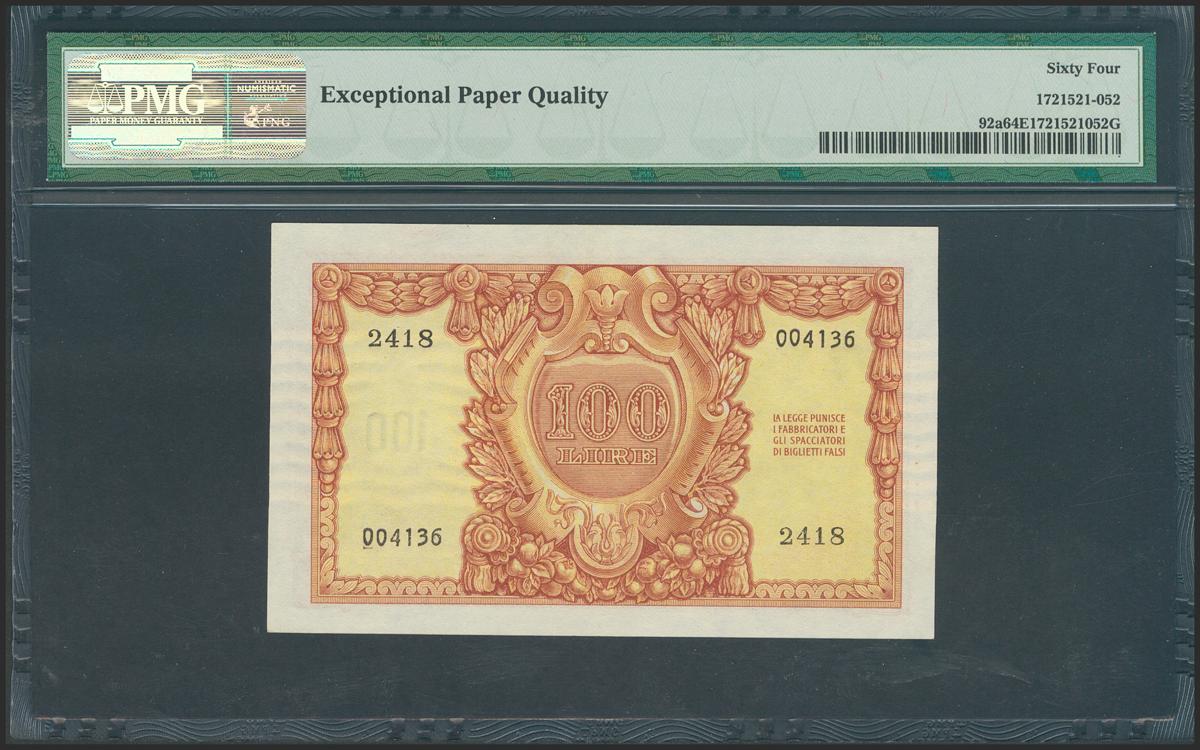 PMG
PAPER MONEY GUARANTY
NUMISMATIC
PNG
Exceptional Paper Quality
Sixty Four
1721521-052
92a64E1721521052G
2418
004136
100
LIRE
LA LEGGE PUNISCE
I FABBRICATORI E
GLI SPACCIATORI
DI BIGLIETTI FALSI
004136
2418